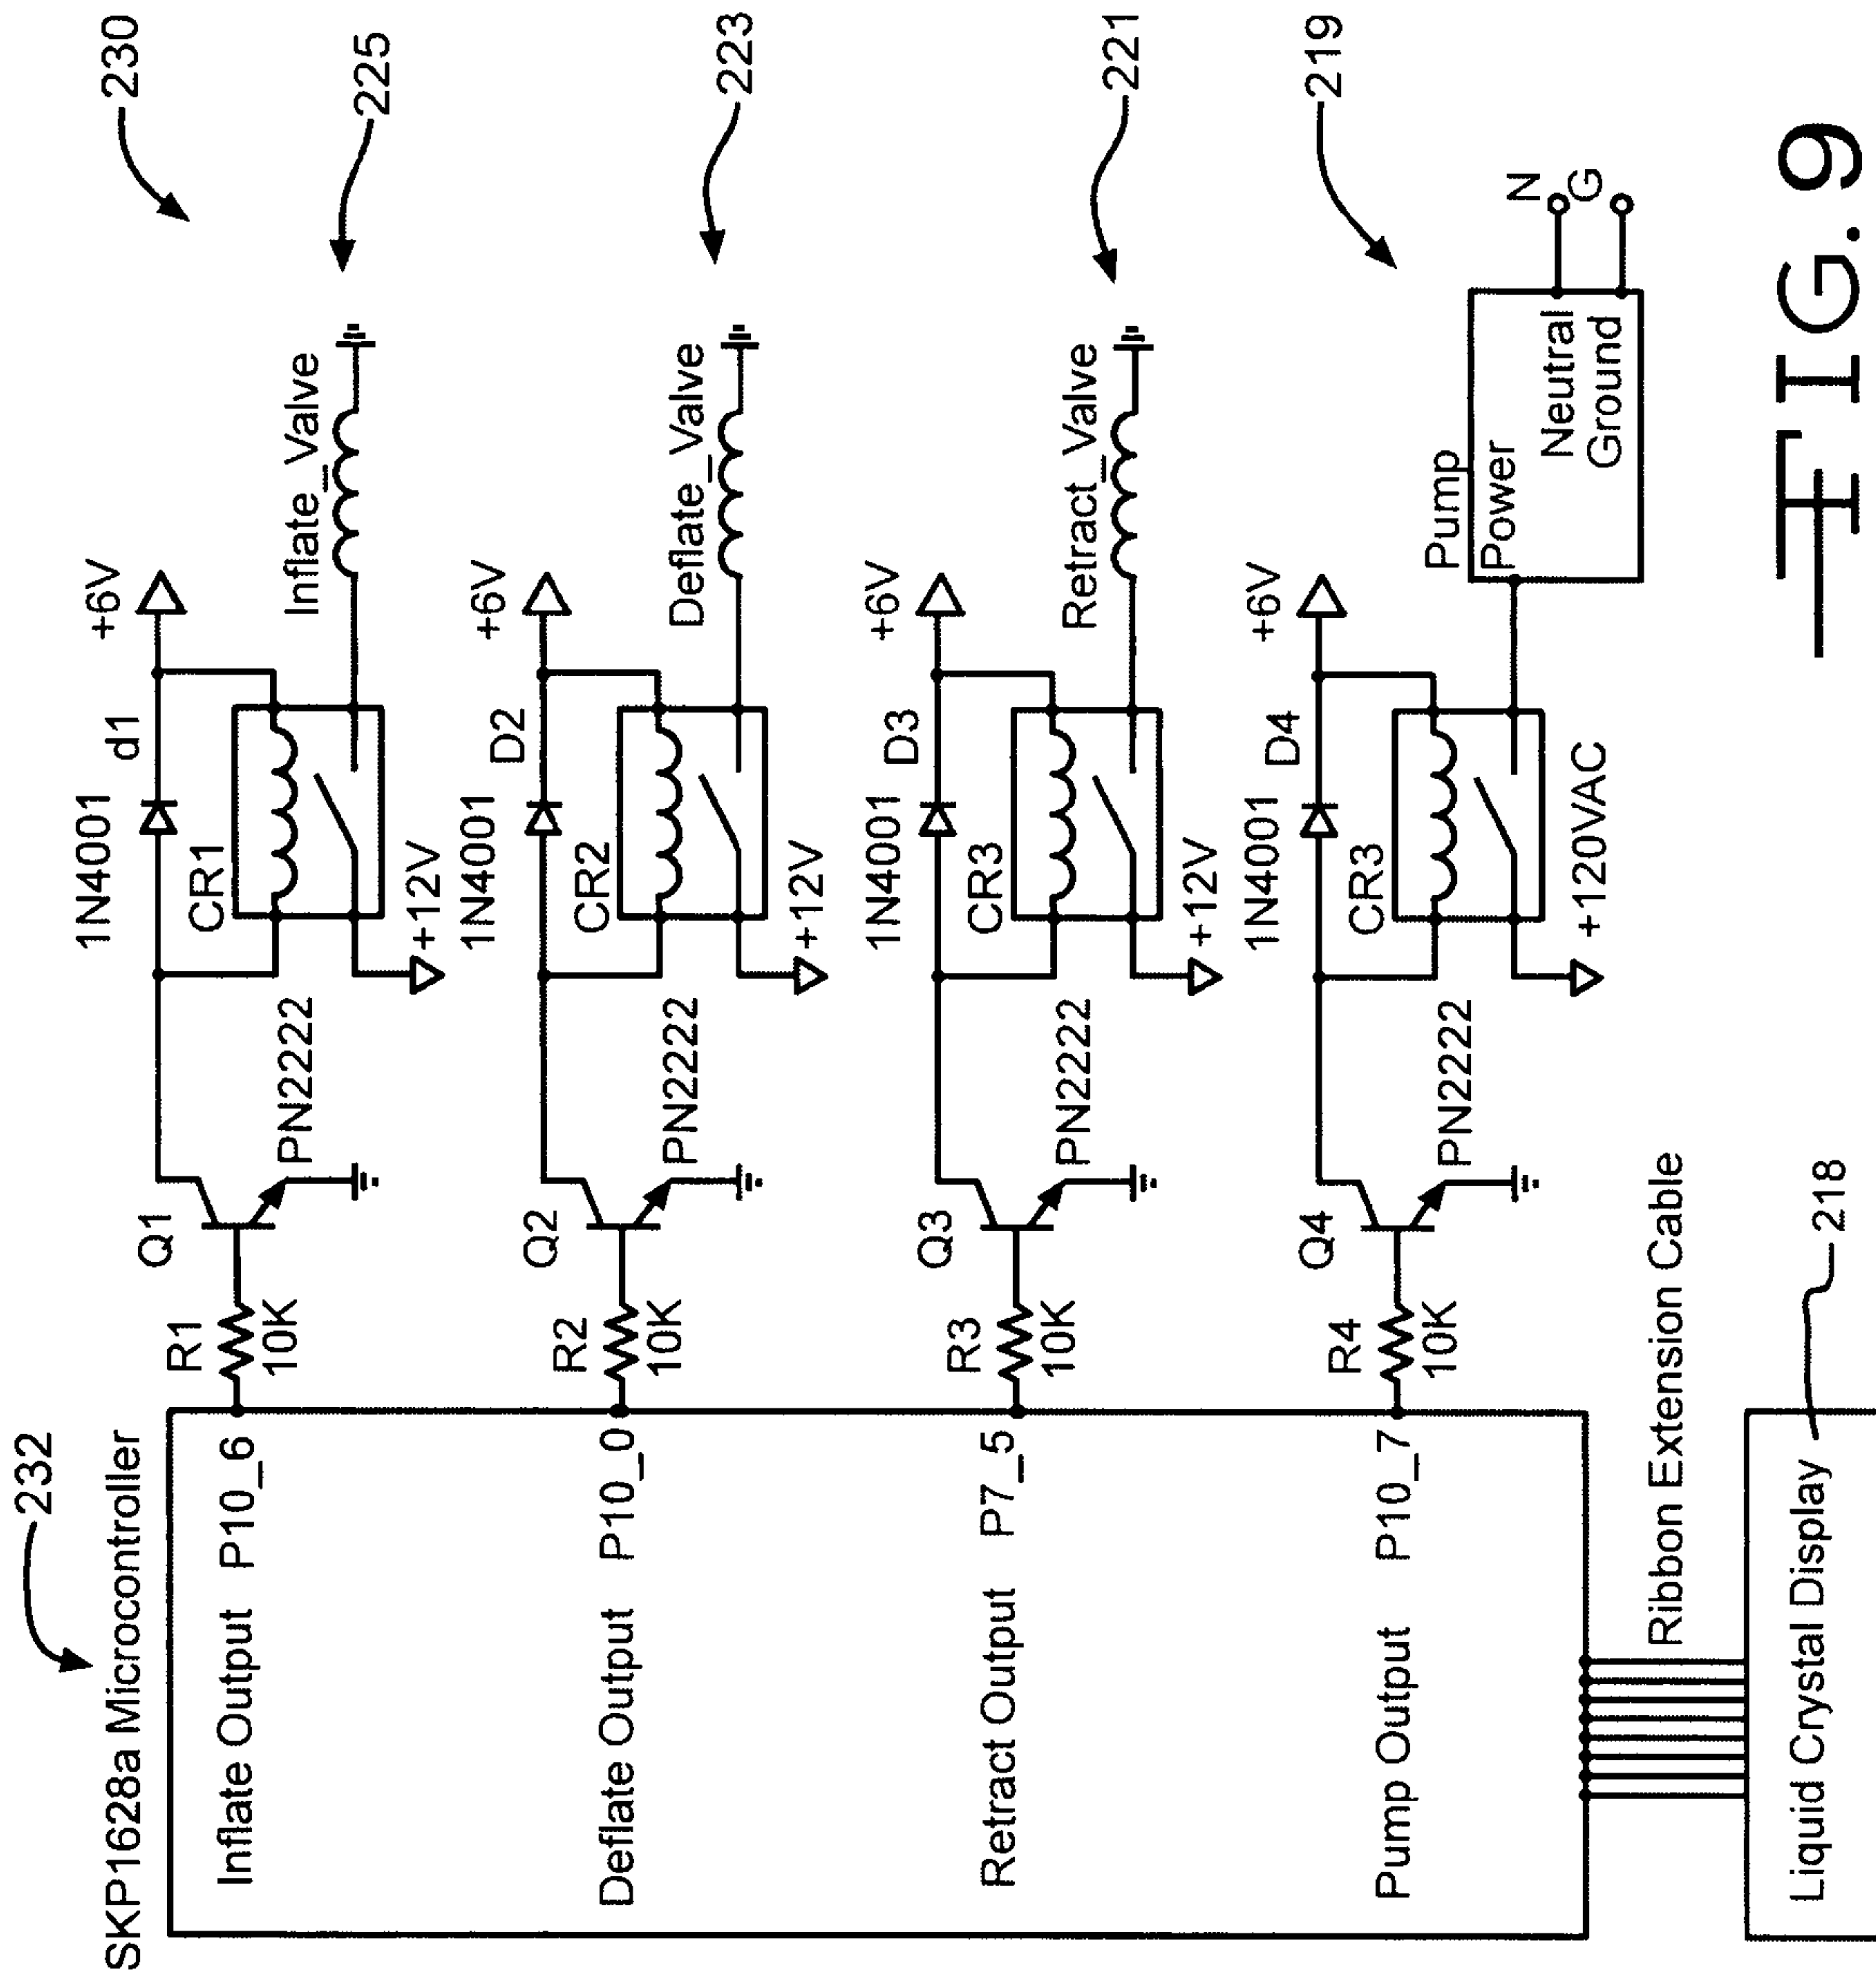 230
232
SKP1628a Microcontroller
Inflate Output P10_6
R1
10K
Q1
PN2222
1N4001 d1
CR1
+12V
+6V
Inflate_Valve
225
Deflate Output P10_0
R2
10K
Q2
PN2222
1N4001 D2
CR2
+12V
+6V
Deflate_Valve
223
Retract Output P7_5
R3
10K
Q3
PN2222
1N4001 D3
CR3
+12V
+6V
Retract_Valve
221
Pump Output P10_7
R4
10K
Q4
PN2222
1N4001 D4
CR3
+120VAC
+6V
Pump
Power
Neutral
Ground
N
G
219
Ribbon Extension Cable
Liquid Crystal Display
218
FIG. 9